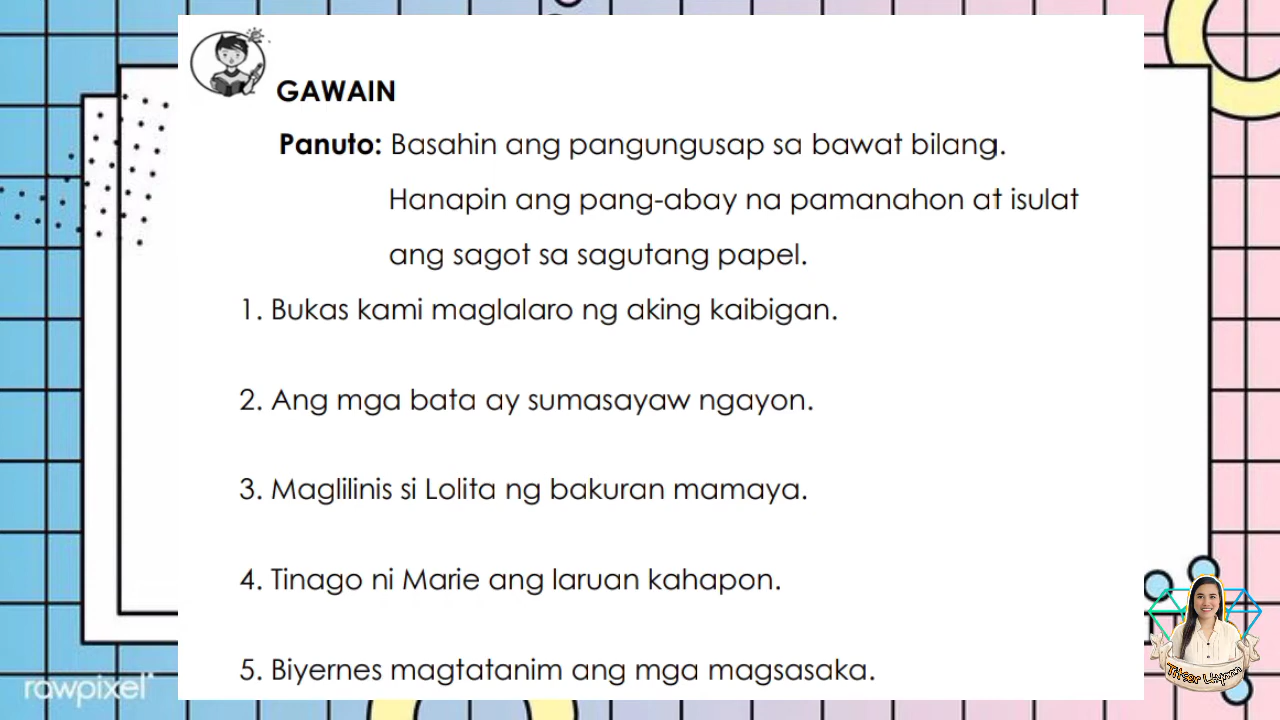 GAWAIN
Panuto: Basahin ang pangungusap sa bawat bilang.
Hanapin ang pang-abay na pamanahon at isulat
ang sagot sa sagutang papel.
1. Bukas kami maglalaro ng aking kaibigan.
2. Ang mga bata ay sumasayaw ngayon.
3. Maglilinis si Lolita ng bakuran mamaya.
4. Tinago ni Marie ang laruan kahapon.
5. Biyernes magtatanim ang mga magsasaka.
rawpixel
Titser